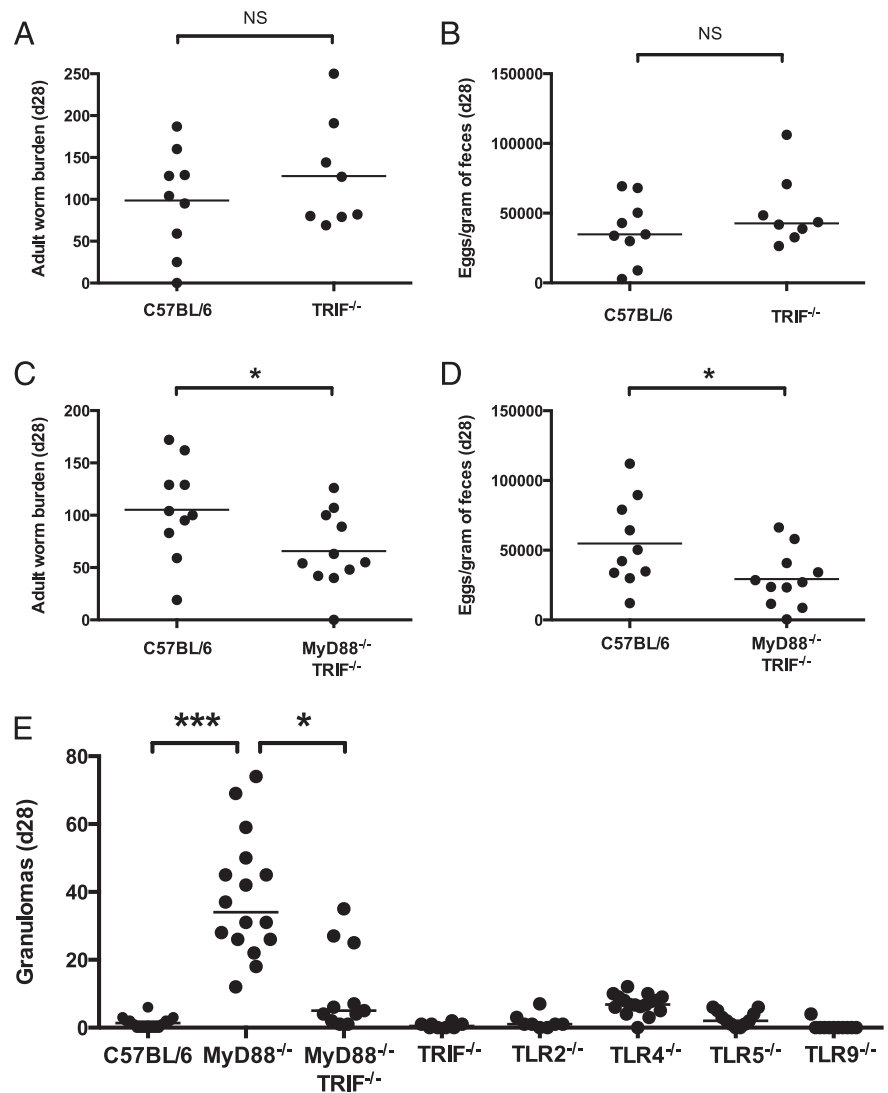 A
NS
Adult worm burden (d28)
250
200
150
100
50
0
C57BL/6
TRIF-/-
B
NS
Eggs/gram of feces (d28)
150000
100000
50000
0
C57BL/6
TRIF-/-
C
*
Adult worm burden (d28)
200
150
100
50
0
C57BL/6
MyD88-/-
TRIF-/-
D
*
Eggs/gram of feces (d28)
150000
100000
50000
0
C57BL/6
MyD88-/-
TRIF-/-
E
*** *
Granulomas (d28)
80
60
40
20
0
C57BL/6 MyD88-/- MyD88-/- TRIF-/- TLR2-/- TLR4-/- TLR5-/- TLR9-/-
TRIF-/-